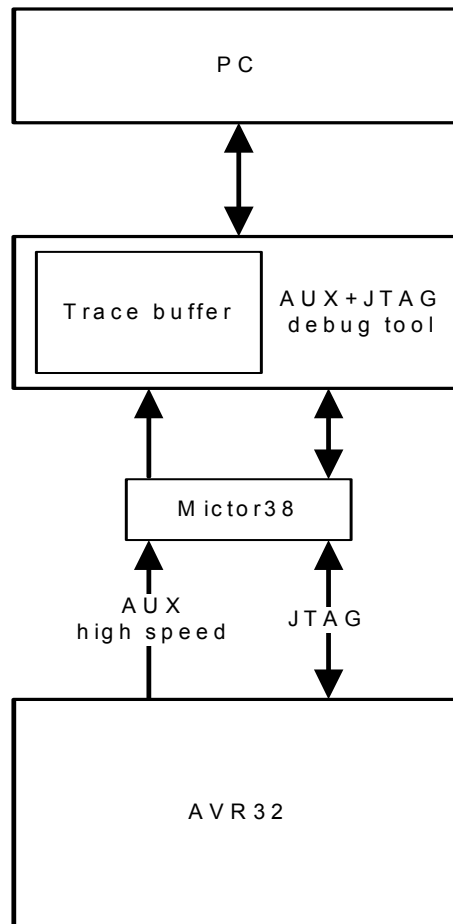 PC
Trace buffer
AUX+JTAG
debug tool
Mictor38
AUX
high speed
JTAG
AVR32